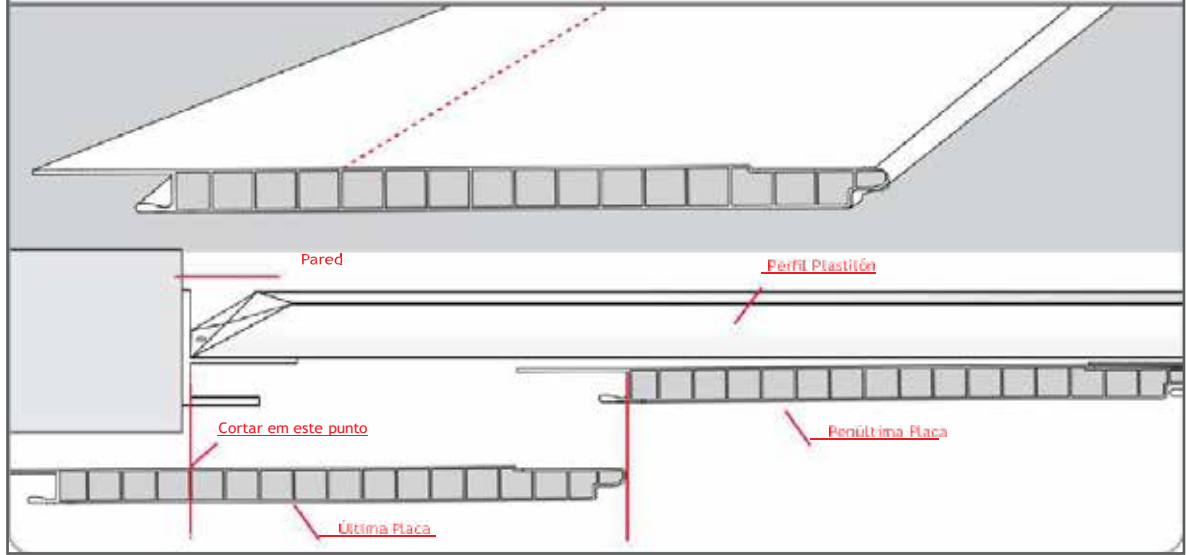 Pared
Perfil Plastilón
Cortar em este punto
Penúltima Placa
Última Placa